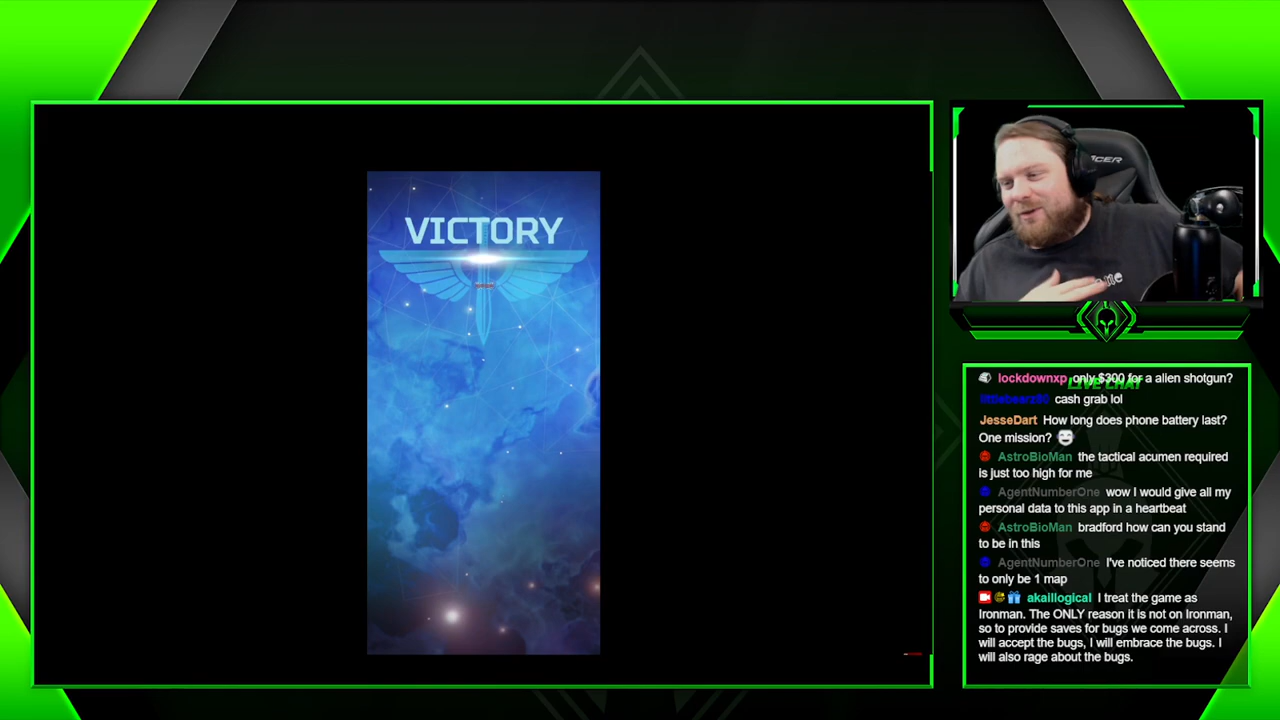 VICTORY
CER
ane
LIVE CHAT
lockdownxp only $300 for a alien shotgun?
cash grab lol
JesseDart How long does phone battery last?
One mission?
AstroBioMan the tactical acumen required
is just too high for me
AgentNumberOne wow I would give all my
personal data to this app in a heartbeat
AstroBioMan bradford how can you stand
to be in this
AgentNumberOne I've noticed there seems
to only be 1 map
akaillogical I treat the game as
Ironman. The ONLY reason it is not on Ironman,
so to provide saves for bugs we come across. I
will accept the bugs, I will embrace the bugs. I
will also rage about the bugs.